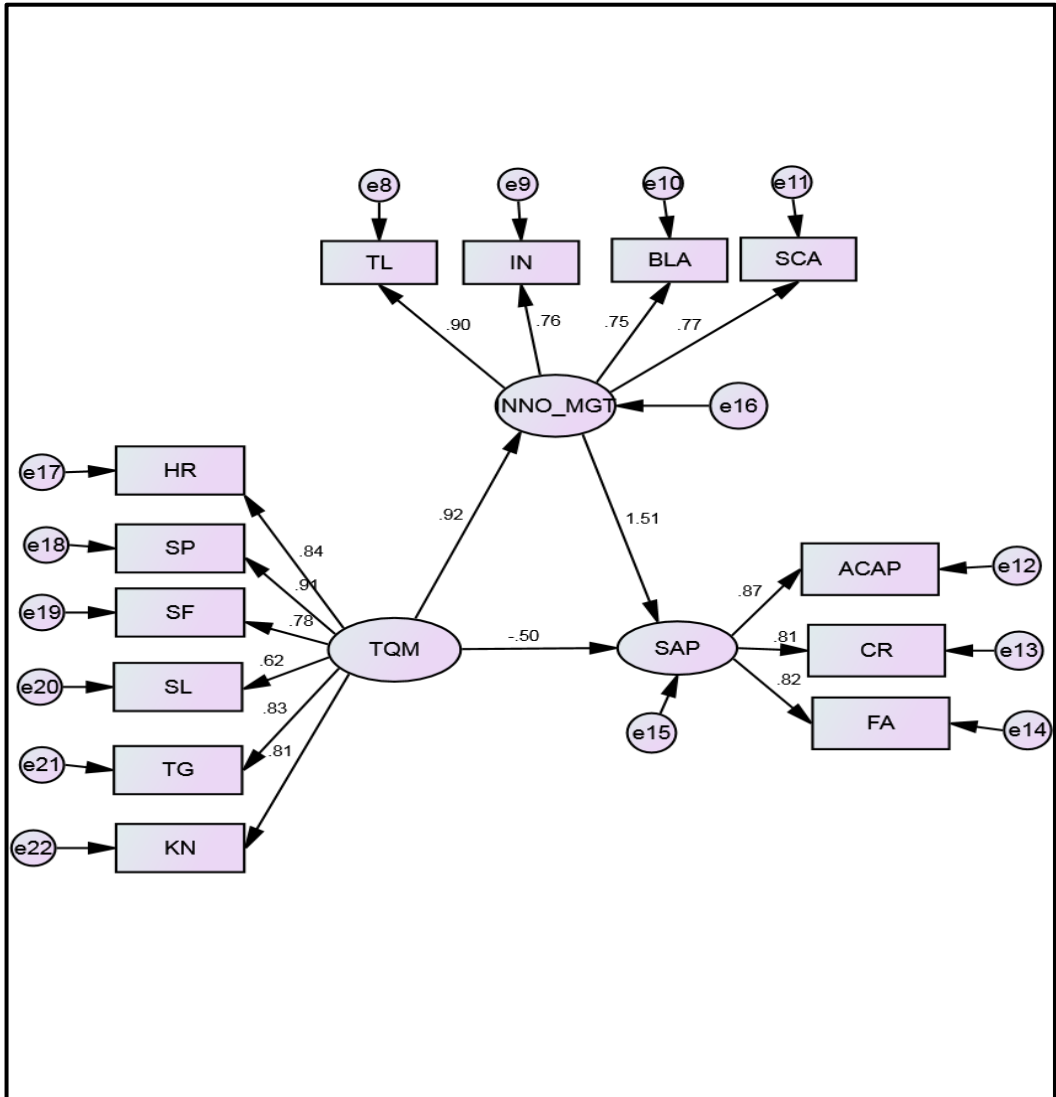 e8
e9
e10
e11
TL
IN
BLA
SCA
.90
.76
.75
.77
INNO_MGT
e16
e17
HR
e18
SP
e19
SF
e20
SL
e21
TG
e22
KN
.84
.91
.78
.62
.83
.81
TQM
.92
-.50
1.51
SAP
e15
.87
.81
.82
ACAP
e12
CR
e13
FA
e14